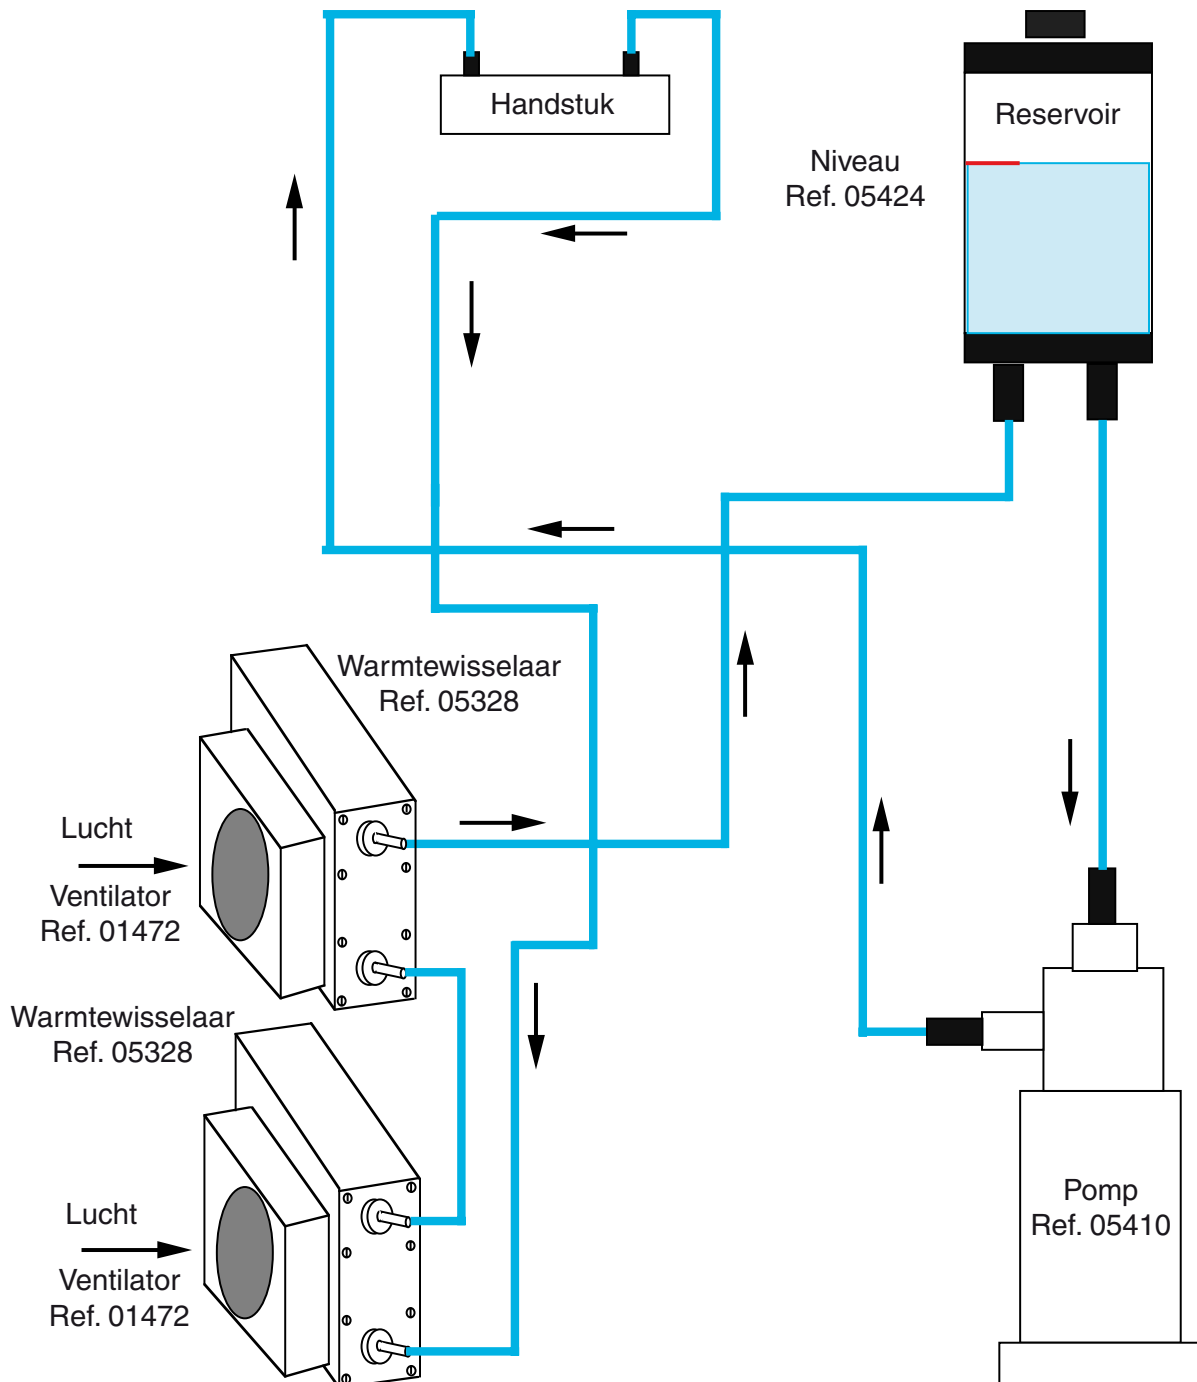 Handstuk
Reservoir
Niveau
Ref. 05424
Warmtewisselaar
Ref. 05328
Lucht
Ventilator
Ref. 01472
Warmtewisselaar
Ref. 05328
Lucht
Ventilator
Ref. 01472
Pomp
Ref. 05410